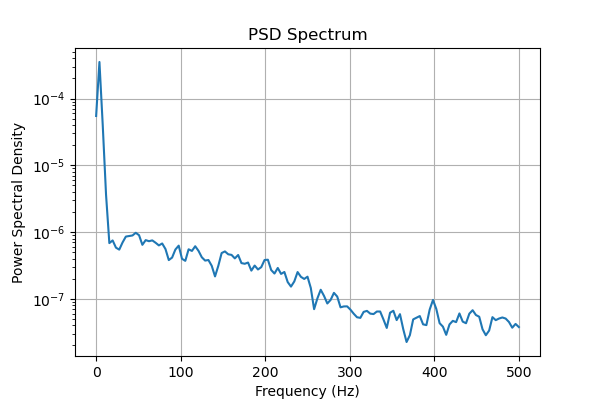 PSD Spectrum
Power Spectral Density
10⁻⁴
10⁻⁵
10⁻⁶
10⁻⁷
0 100 200 300 400 500
Frequency (Hz)